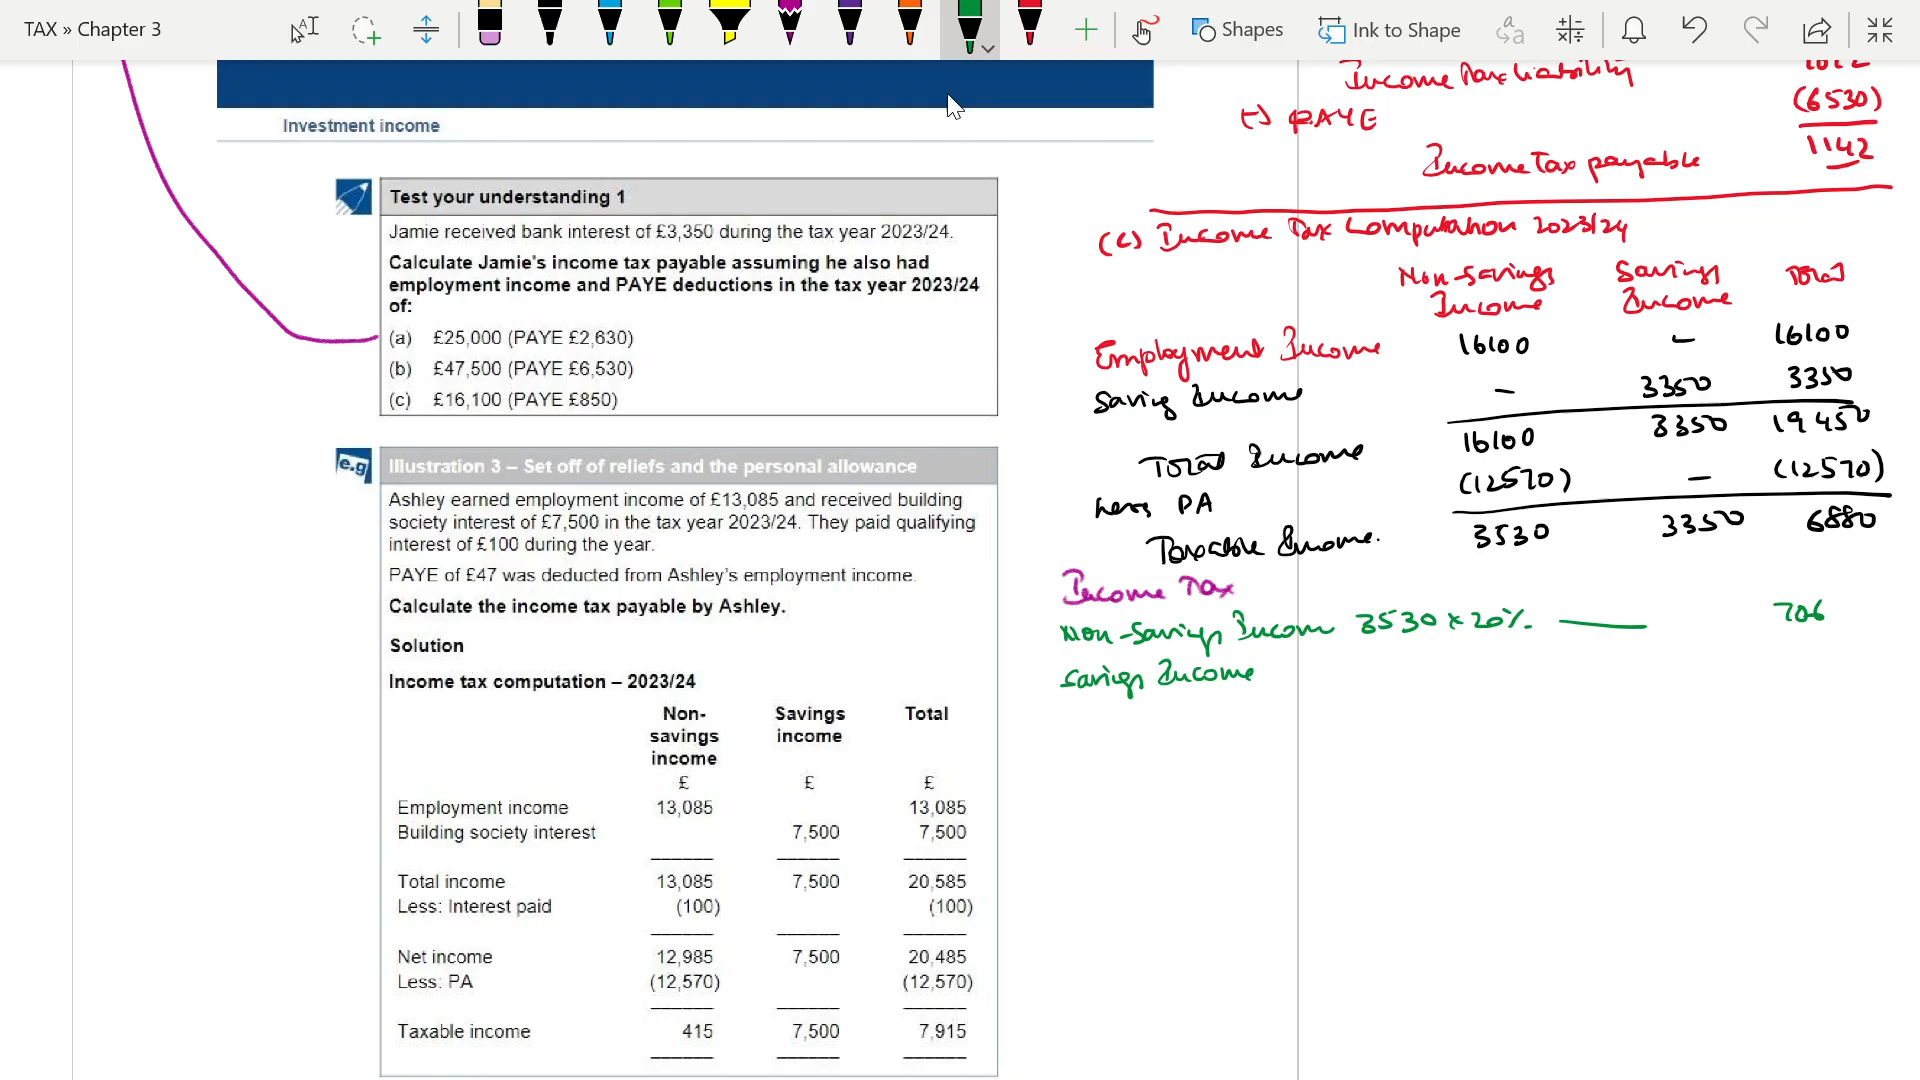 TAX » Chapter 3
Shapes
Ink to Shape
Investment income
Test your understanding 1
Jamie received bank interest of £3,350 during the tax year 2023/24.
Calculate Jamie's income tax payable assuming he also had
employment income and PAYE deductions in the tax year 2023/24
of:
(a) £25,000 (PAYE £2,630)
(b) £47,500 (PAYE £6,530)
(c) £16,100 (PAYE £850)
e.g
Illustration 3 – Set off of reliefs and the personal allowance
Ashley earned employment income of £13,085 and received building
society interest of £7,500 in the tax year 2023/24. They paid qualifying
interest of £100 during the year.
PAYE of £47 was deducted from Ashley's employment income.
Calculate the income tax payable by Ashley.
Solution
Income tax computation – 2023/24
Non-
savings
income
Savings
income
Total
£ £ £
Employment income 13,085 13,085
Building society interest 7,500 7,500
Total income 13,085 7,500 20,585
Less: Interest paid (100) (100)
Net income 12,985 7,500 20,485
Less: PA (12,570) (12,570)
Taxable income 415 7,500 7,915
Income Tax liability
(-) PAYE (6530)
Income Tax payable 1142
(c) Income Tax Computation 2023/24
Non-Savings
Income
Savings
Income
Total
Employment Income 16100 – 16100
Saving Income – 3350 3350
Total Income 16100 3350 19450
Less PA (12570) – (12570)
Taxable Income. 3530 3350 6880
Income Tax
Non-Savings Income 3530 x 20% 706
Savings Income